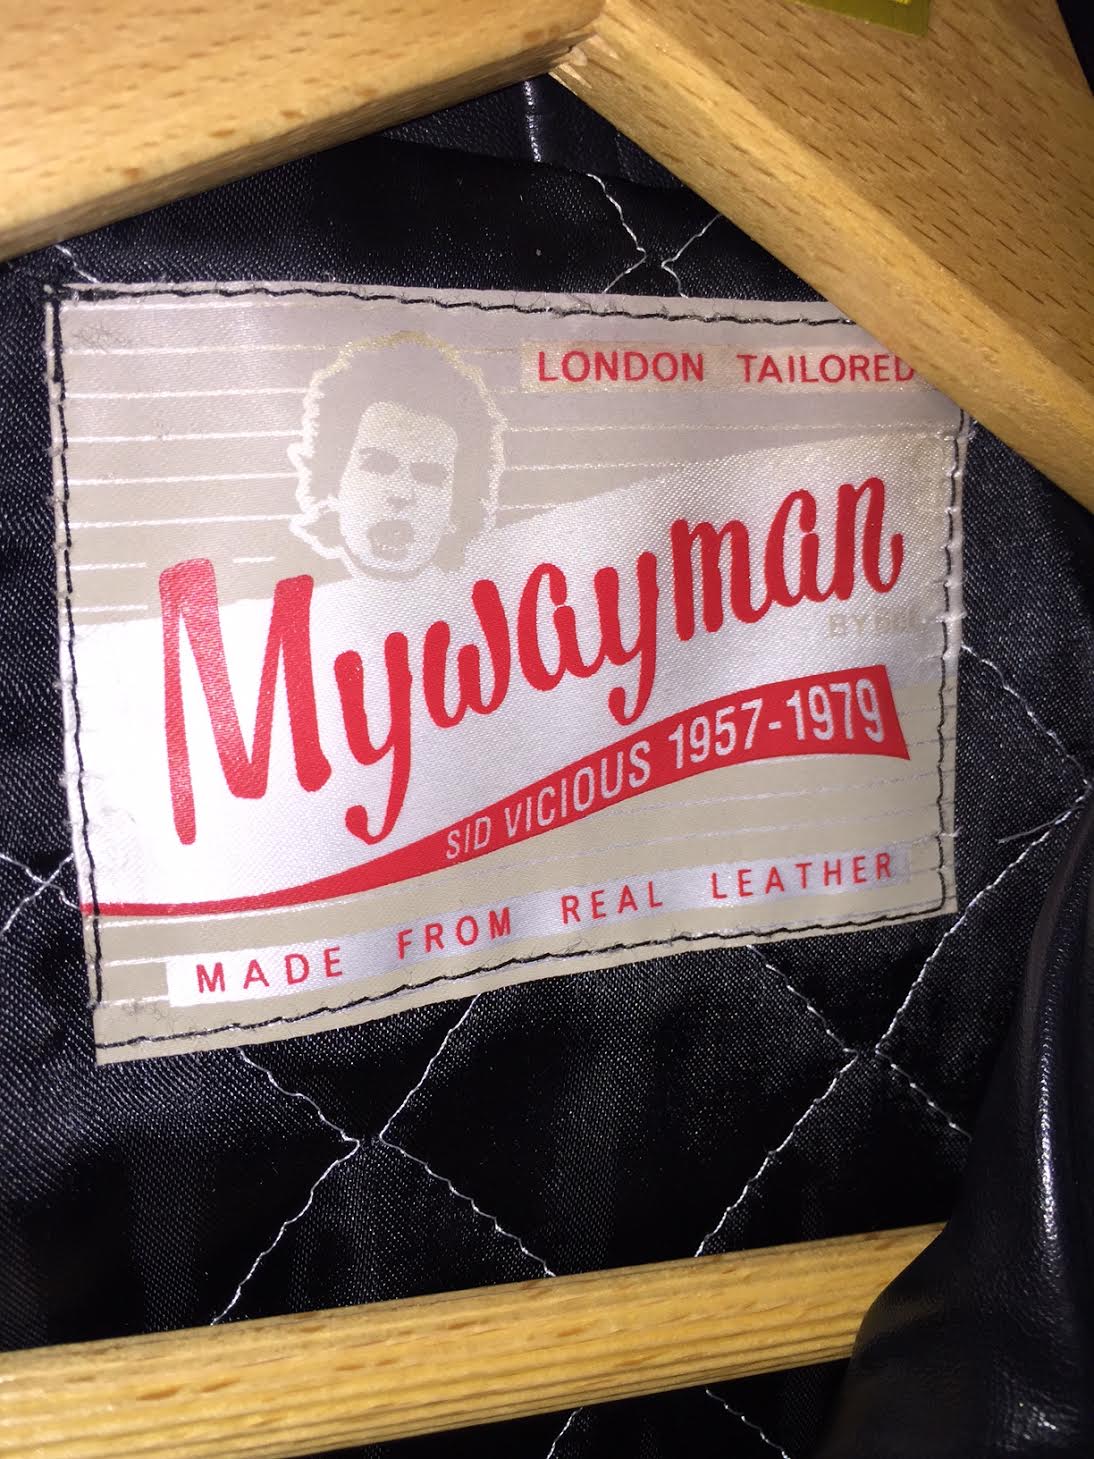 LONDON TAILORED
Mywayman
SID VICIOUS 1957-1979
MADE FROM REAL LEATHER